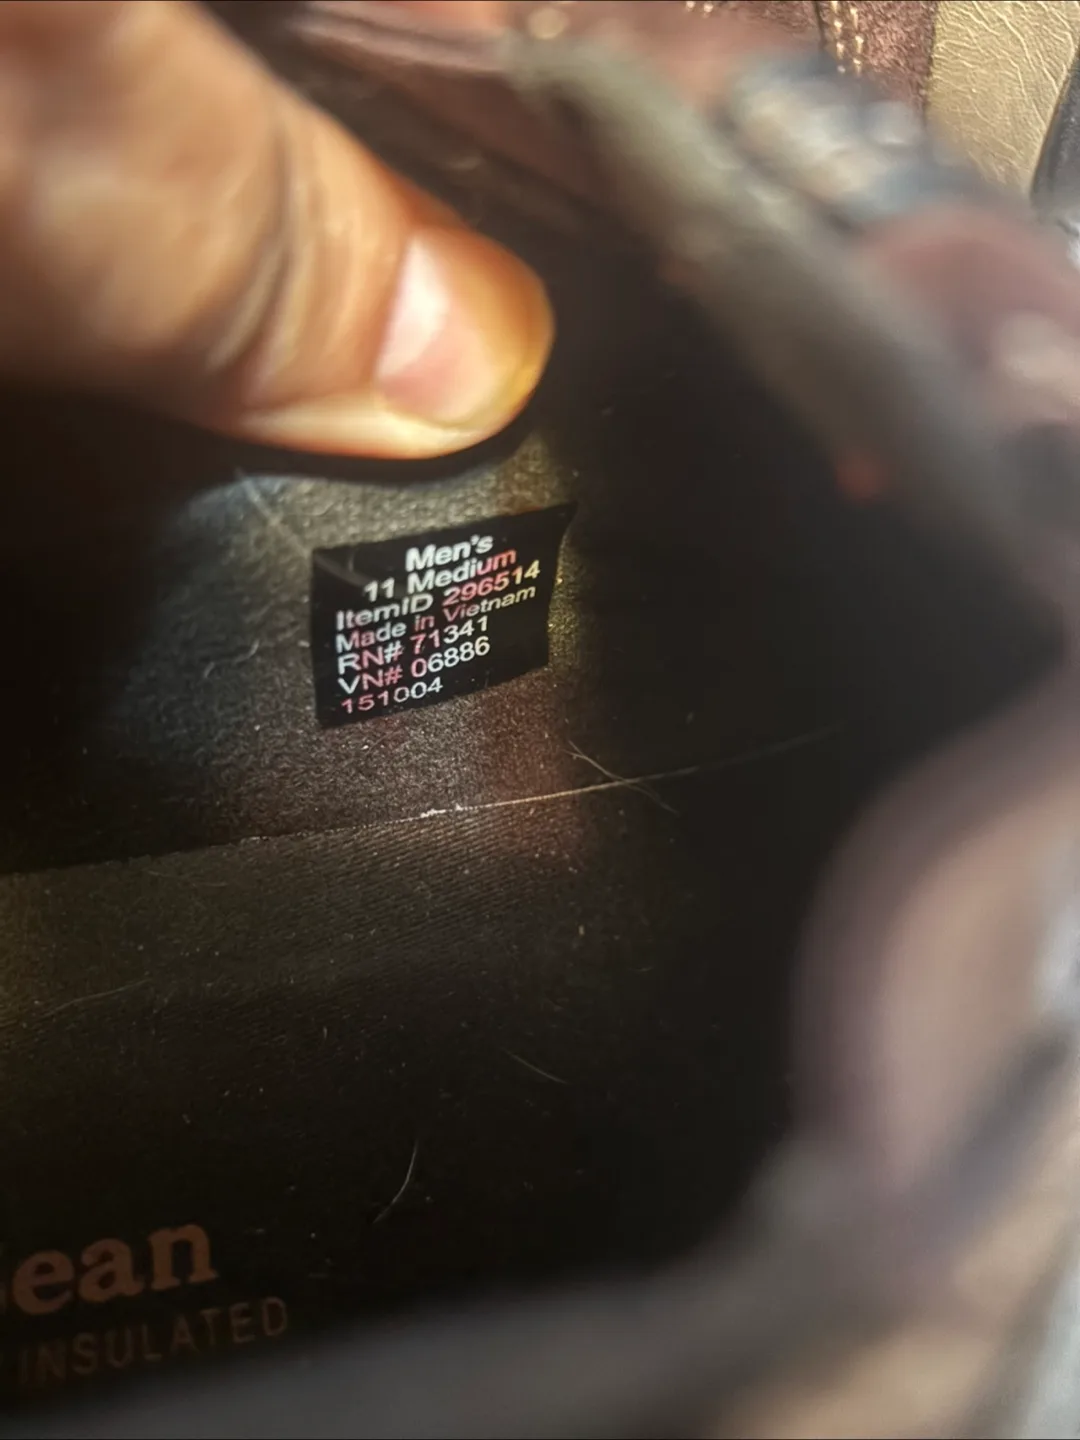 Men's
11 Medium
ItemID 296514
Made in Vietnam
RN# 71341
VN# 06886
151004
ean
INSULATED